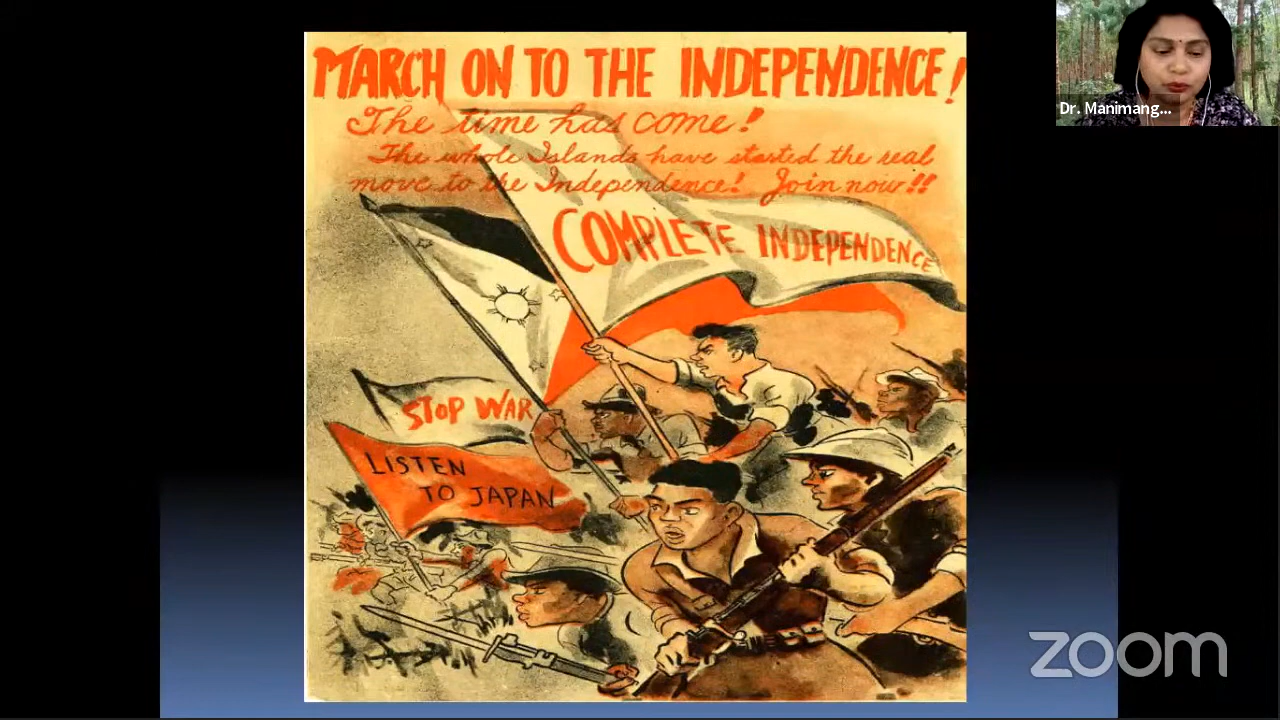 MARCH ON TO THE INDEPENDENCE!
The time has come!
The whole Islands have started the real
move to the Independence! Join now!!
COMPLETE INDEPENDENCE
STOP WAR
LISTEN
TO JAPAN
Dr. Manimang...
zoom